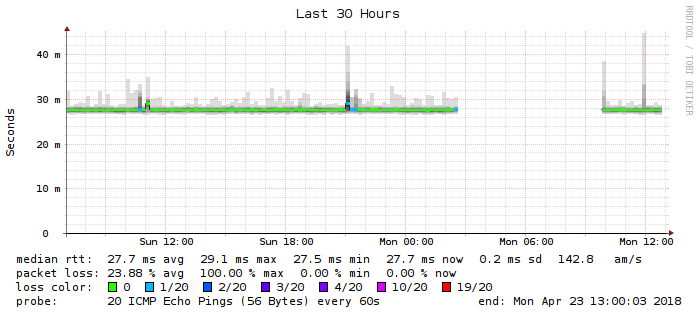 Last 30 Hours
RRDTOOL / TOBI OETIKER
Seconds
40 m
30 m
20 m
10 m
0
Sun 12:00 Sun 18:00 Mon 00:00 Mon 06:00 Mon 12:00
median rtt: 27.7 ms avg 29.1 ms max 27.5 ms min 27.7 ms now 0.2 ms sd 142.8 am/s
packet loss: 23.88 % avg 100.00 % max 0.00 % min 0.00 % now
loss color: 0 1/20 2/20 3/20 4/20 10/20 19/20
probe: 20 ICMP Echo Pings (56 Bytes) every 60s end: Mon Apr 23 13:00:03 2018